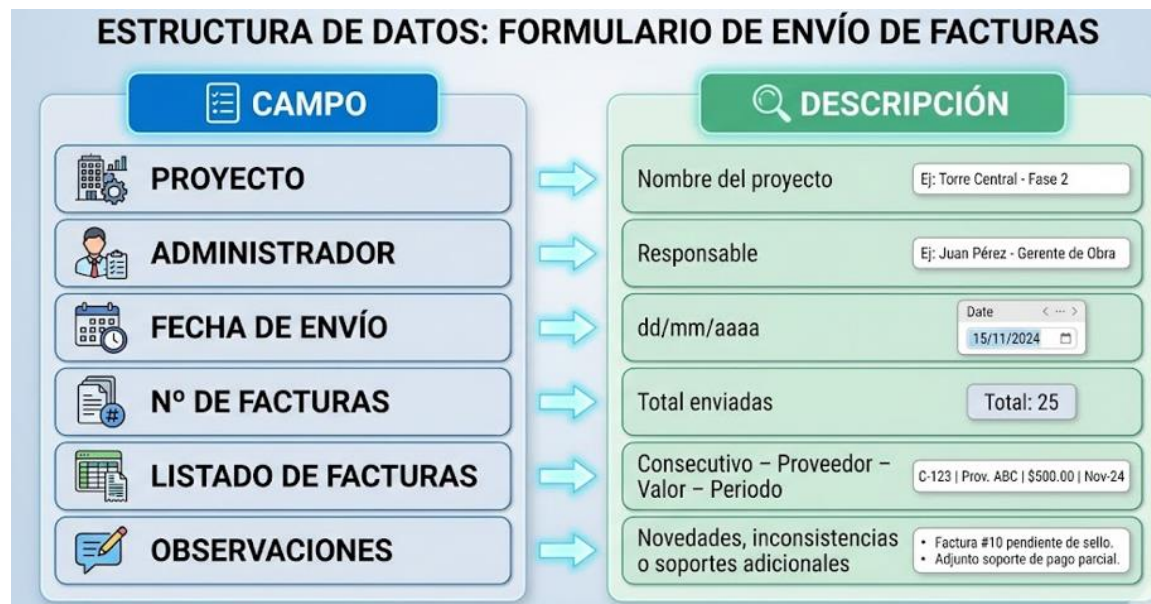 ESTRUCTURA DE DATOS: FORMULARIO DE ENVÍO DE FACTURAS
CAMPO
DESCRIPCIÓN
PROYECTO
Nombre del proyecto
Ej: Torre Central - Fase 2
ADMINISTRADOR
Responsable
Ej: Juan Pérez - Gerente de Obra
FECHA DE ENVÍO
dd/mm/aaaa
Date < ··· >
15/11/2024
Nº DE FACTURAS
#
Total enviadas
Total: 25
LISTADO DE FACTURAS
Consecutivo – Proveedor –
Valor – Periodo
C-123 | Prov. ABC | $500.00 | Nov-24
OBSERVACIONES
Novedades, inconsistencias
o soportes adicionales
• Factura #10 pendiente de sello.
• Adjunto soporte de pago parcial.